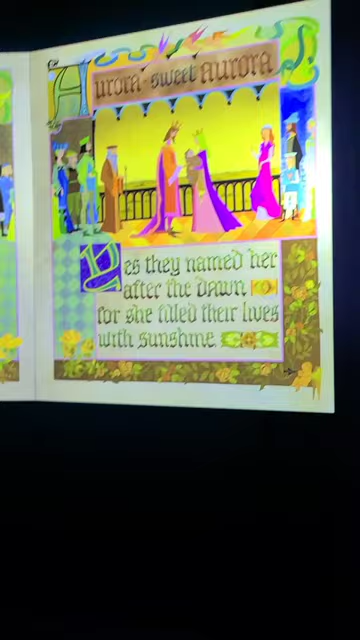 Aurora sweet Aurora
Yes they named her
after the dawn
for she filled their lives
with sunshine